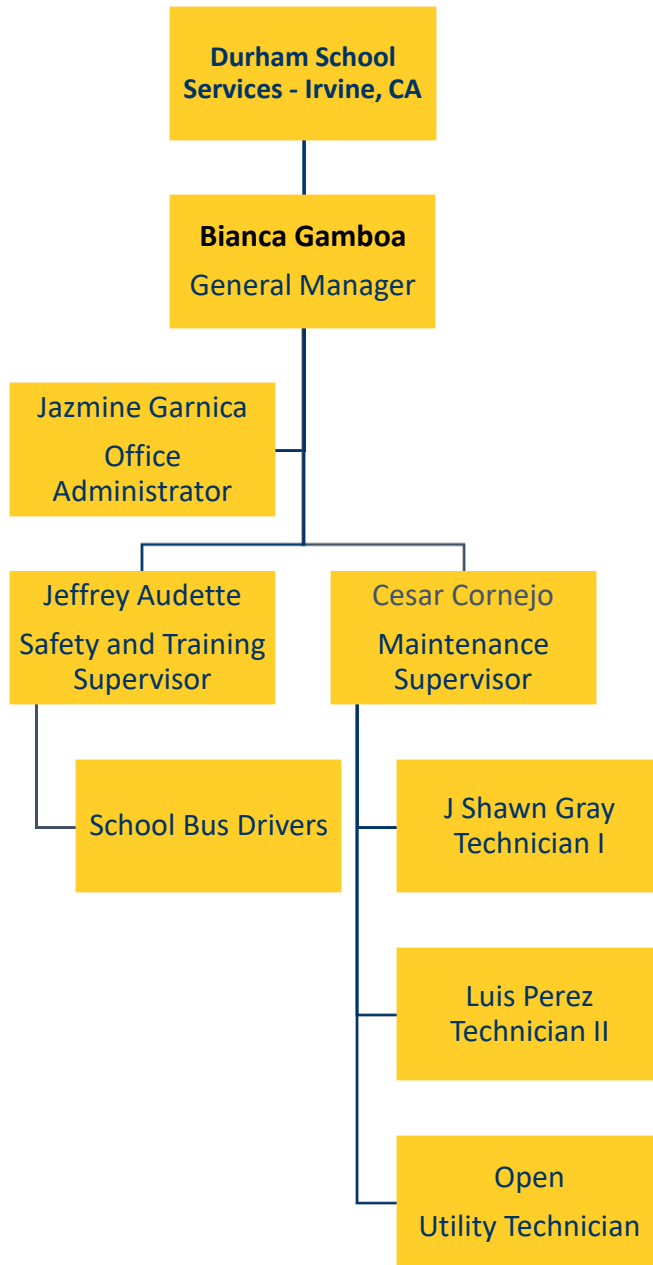 Durham School
Services - Irvine, CA
Bianca Gamboa
General Manager
Jazmine Garnica
Office
Administrator
Jeffrey Audette
Safety and Training
Supervisor
Cesar Cornejo
Maintenance
Supervisor
School Bus Drivers
J Shawn Gray
Technician I
Luis Perez
Technician II
Open
Utility Technician